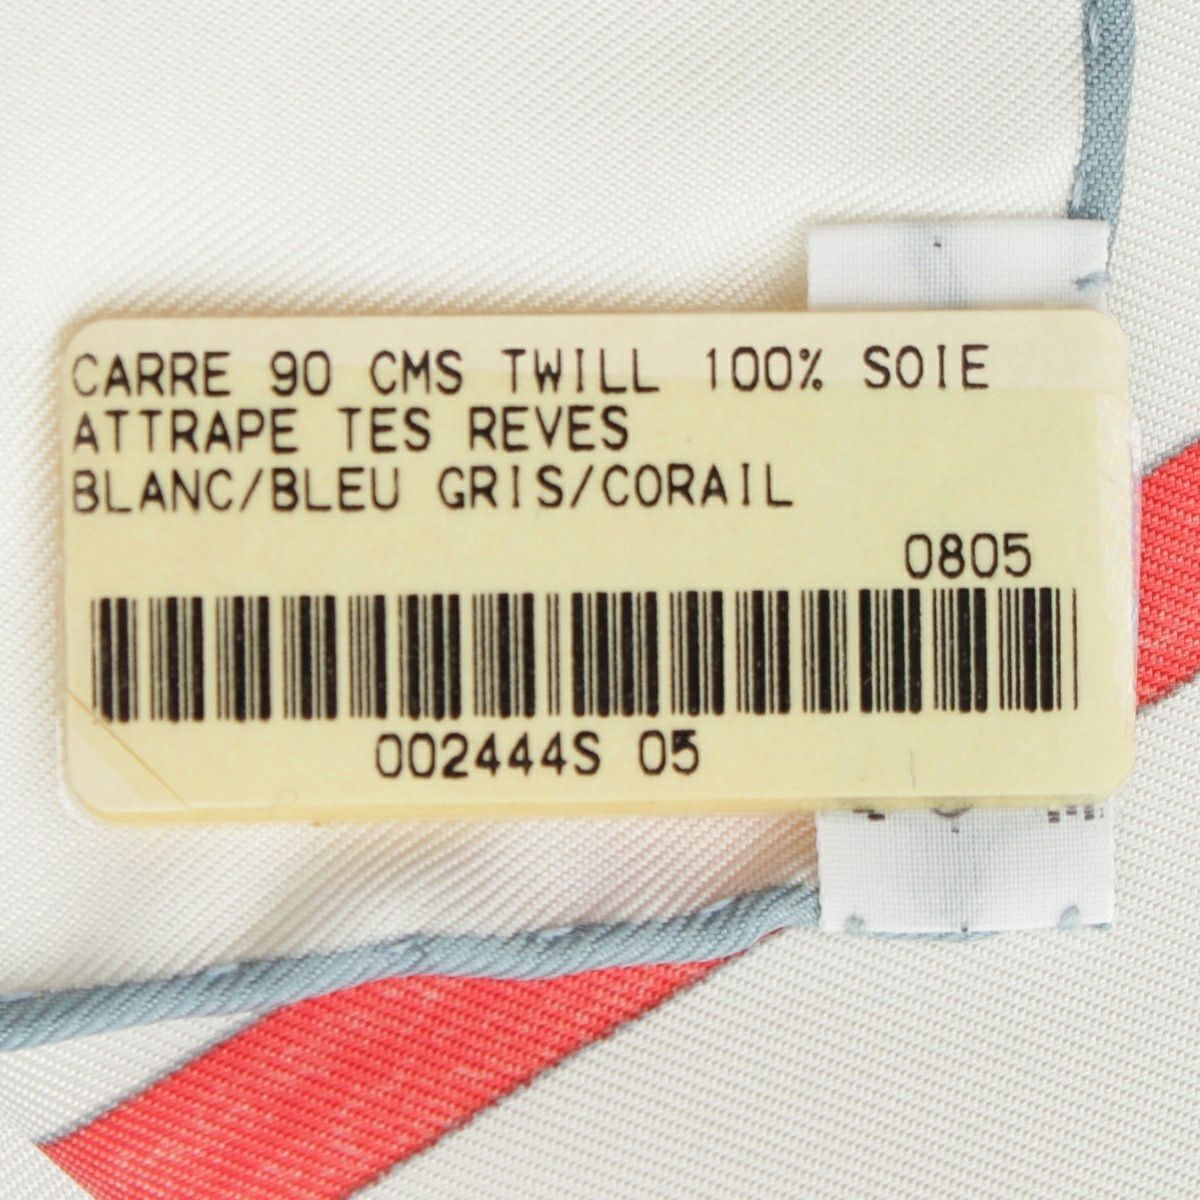 CARRE 90 CMS TWILL 100% SOIE
ATTRAPE TES REVES
BLANC/BLEU GRIS/CORAIL
0805
002444S 05